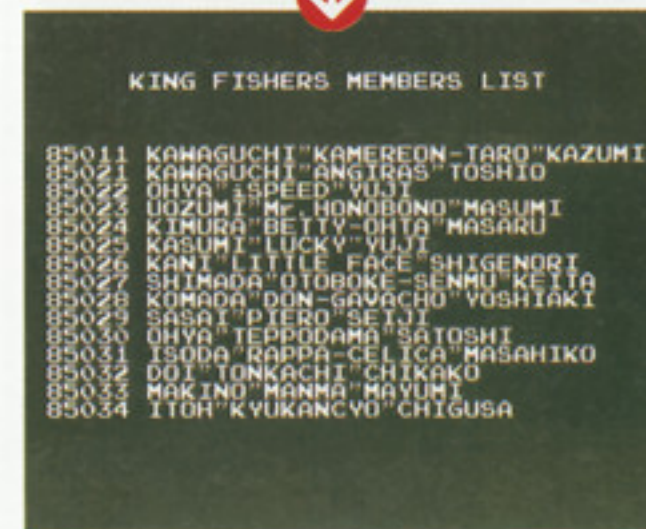 KING FISHERS MEMBERS LIST
85011 KAWAGUCHI"KAMEREON-TARO"KAZUMI
85021 KAWAGUCHI"ANGIRAS"TOSHIO
85022 OHYA"iSPEED"YUJI
85023 UOZUMI"Mr.HONOBONO"MASUMI
85024 KIMURA"BETTY-OHTA"MASARU
85025 KASUMI"LUCKY"YUJI
85026 KANI"LITTLE FACE"SHIGENORI
85027 SHIMADA"OTOBOKE-SENMU"KEITA
85028 KOMADA"DON-GAVACHO"YOSHIAKI
85029 SASAI"PIERO"SEIJI
85030 OHYA"TEPPODAMA"SATOSHI
85031 ISODA"RAPPA-CELICA"MASAHIKO
85032 DOI"TONKACHI"CHIKAKO
85033 MAKINO"MANMA"MAYUMI
85034 ITOH"KYUKANCYO"CHIGUSA